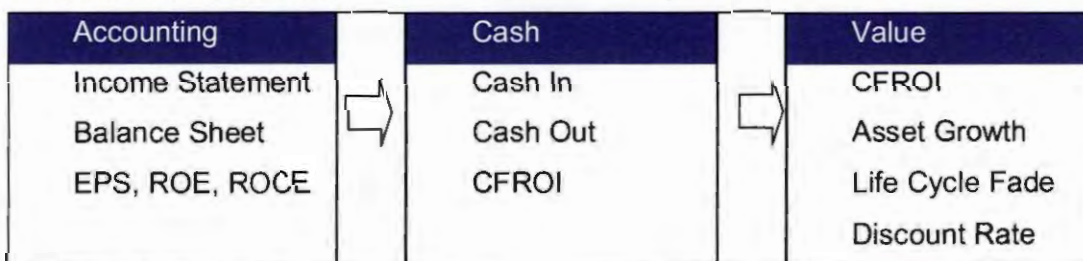 Accounting
Income Statement
Balance Sheet
EPS, ROE, ROCE
Cash
Cash In
Cash Out
CFROI
Value
CFROI
Asset Growth
Life Cycle Fade
Discount Rate